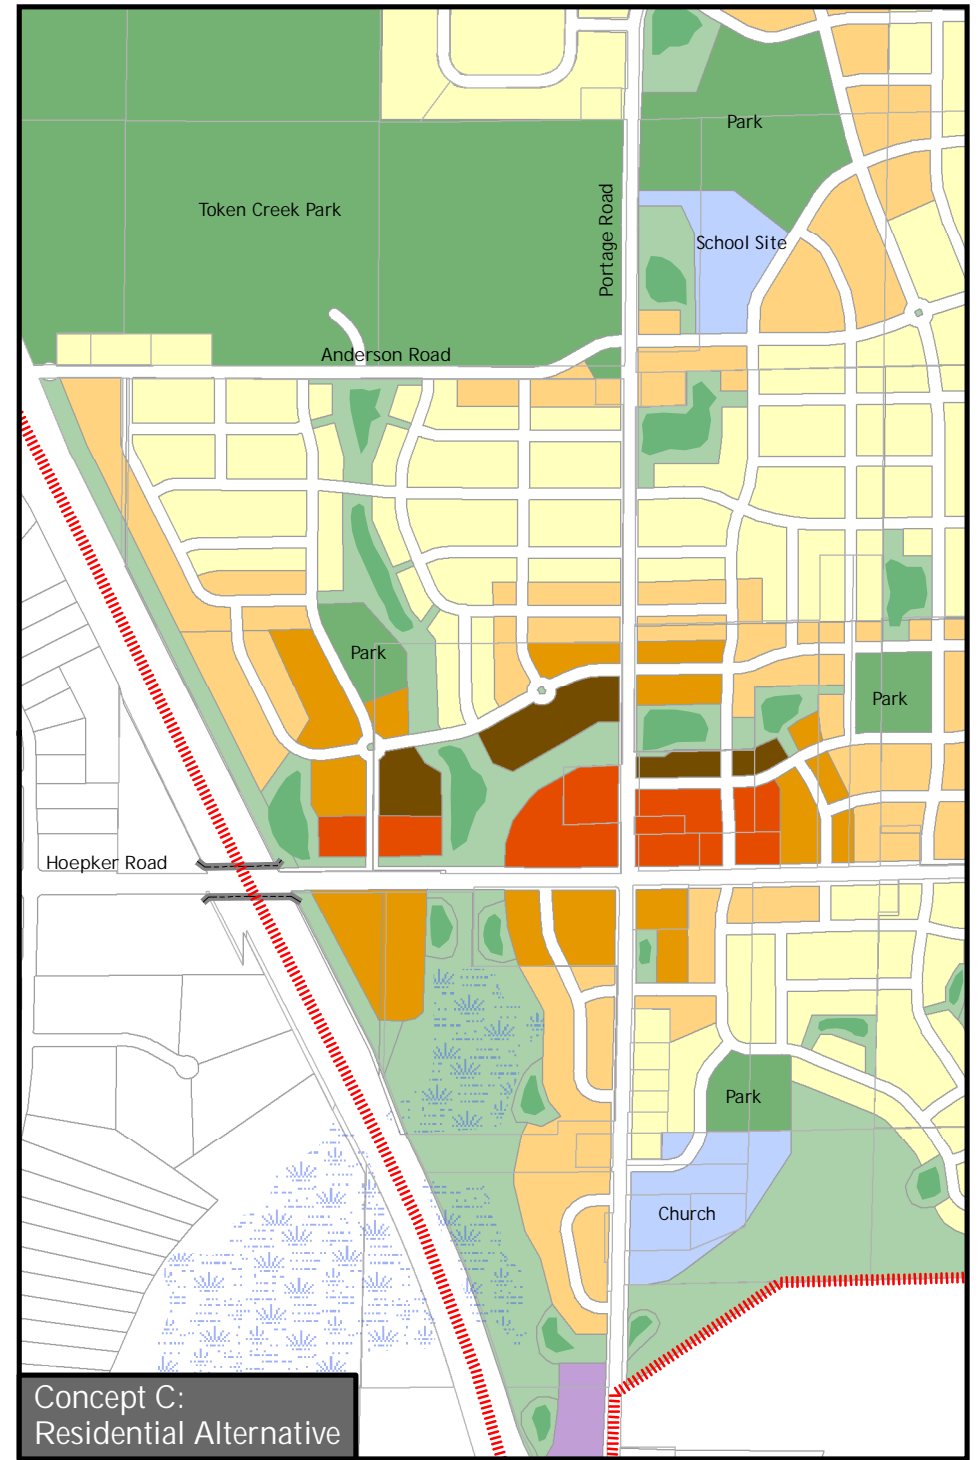 Park
Token Creek Park
Portage Road
School Site
Anderson Road
Park
Park
Hoepker Road
Park
Church
Concept C:
Residential Alternative